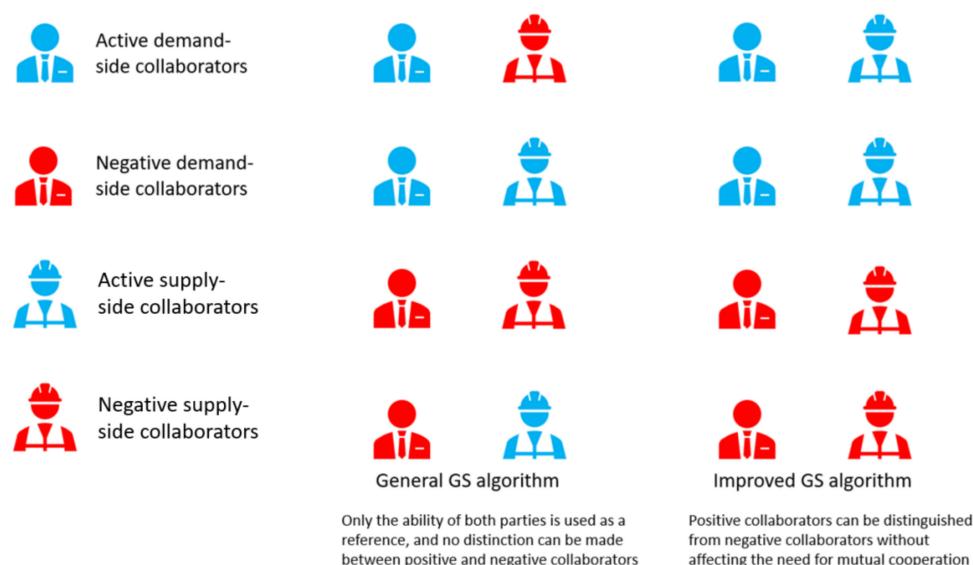 Active demand-
side collaborators
Negative demand-
side collaborators
Active supply-
side collaborators
Negative supply-
side collaborators
General GS algorithm
Only the ability of both parties is used as a
reference, and no distinction can be made
between positive and negative collaborators
Improved GS algorithm
Positive collaborators can be distinguished
from negative collaborators without
affecting the need for mutual cooperation